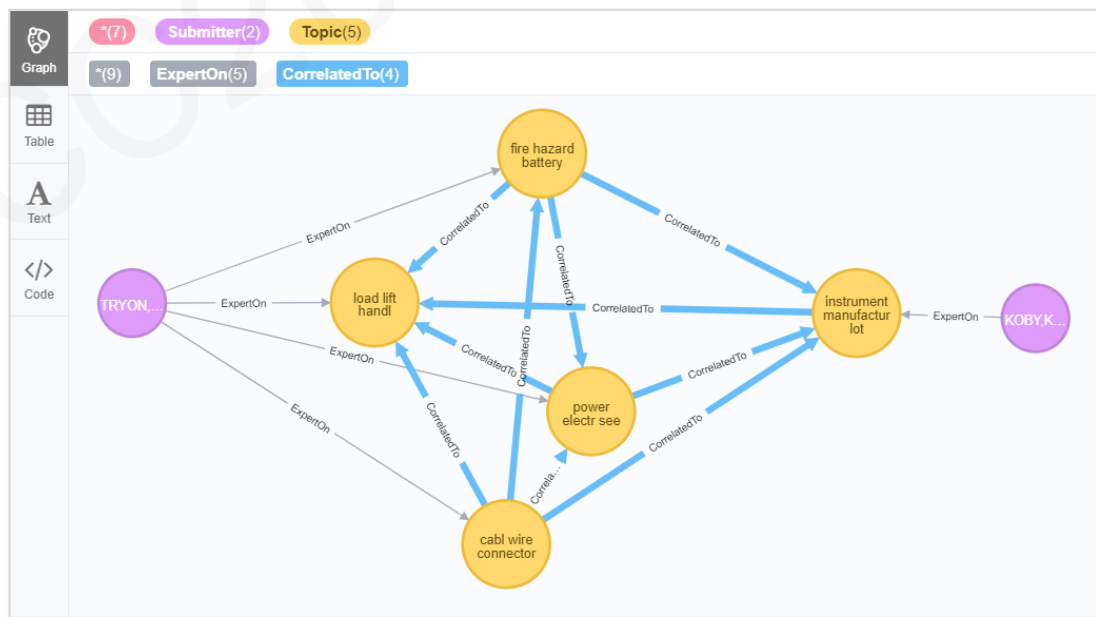 *(7) Submitter(2) Topic(5)
Graph
*(9) ExpertOn(5) CorrelatedTo(4)
Table
Text
Code
fire hazard
battery
ExpertOn
CorrelatedTo
CorrelatedTo
CorrelatedTo
TRYON,...
ExpertOn
load lift
handl
CorrelatedTo
instrument
manufactur
lot
ExpertOn
KOBY,K...
ExpertOn
CorrelatedTo
CorrelatedTo
CorrelatedTo
power
electr see
ExpertOn
CorrelatedTo
CorrelatedTo
Correla...
cabl wire
connector